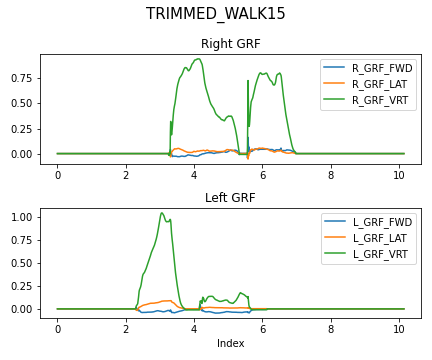 TRIMMED_WALK15
Right GRF
R_GRF_FWD
R_GRF_LAT
R_GRF_VRT
0.75
0.50
0.25
0.00
0 2 4 6 8 10
Left GRF
L_GRF_FWD
L_GRF_LAT
L_GRF_VRT
1.00
0.75
0.50
0.25
0.00
0 2 4 6 8 10
Index